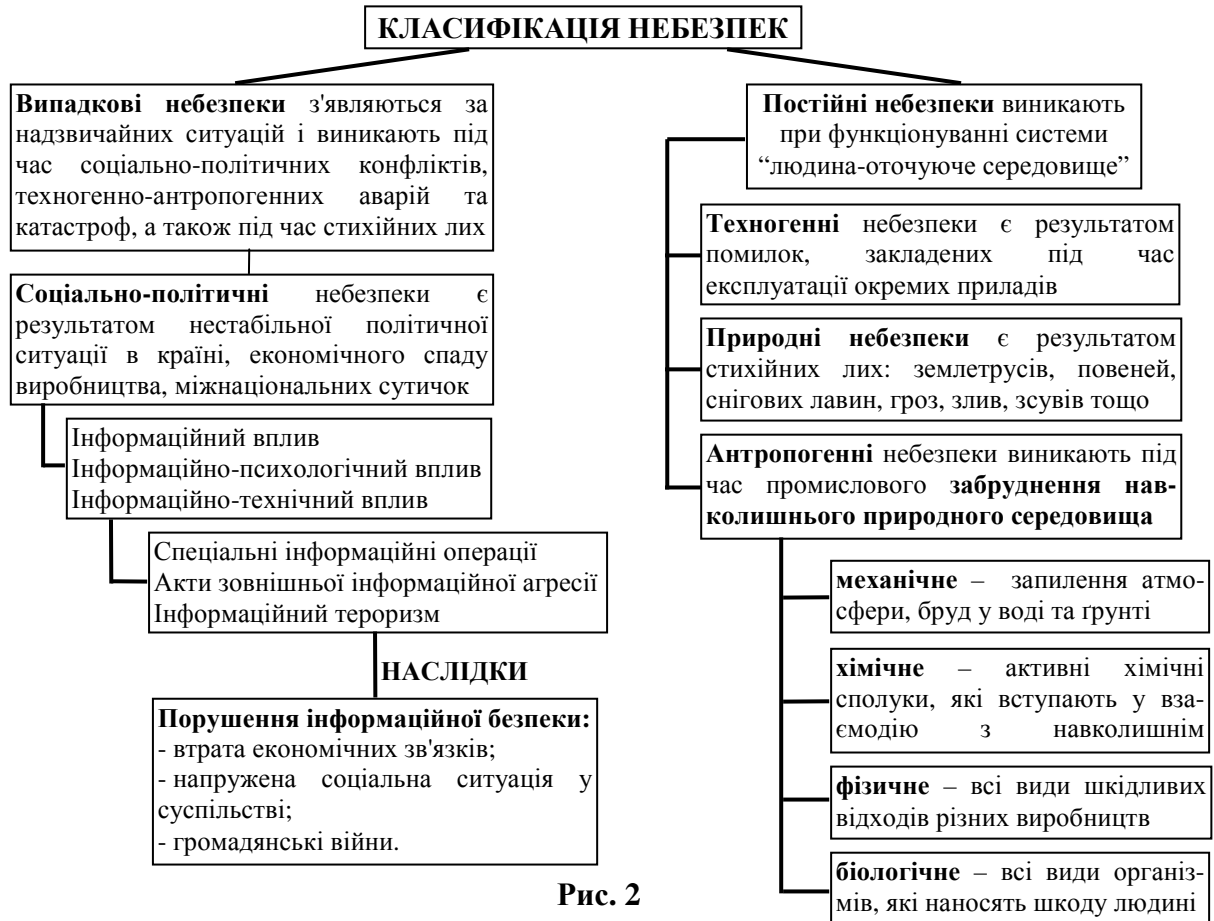 КЛАСИФІКАЦІЯ НЕБЕЗПЕК
Випадкові небезпеки з'являються за
надзвичайних ситуацій і виникають під
час соціально-політичних конфліктів,
техногенно-антропогенних аварій та
катастроф, а також під час стихійних лих
Соціально-політичні небезпеки є
результатом нестабільної політичної
ситуації в країні, економічного спаду
виробництва, міжнаціональних сутичок
Інформаційний вплив
Інформаційно-психологічний вплив
Інформаційно-технічний вплив
Спеціальні інформаційні операції
Акти зовнішньої інформаційної агресії
Інформаційний тероризм
НАСЛІДКИ
Порушення інформаційної безпеки:
- втрата економічних зв'язків;
- напружена соціальна ситуація у
суспільстві;
- громадянські війни.
Постійні небезпеки виникають
при функціонуванні системи
“людина-оточуюче середовище”
Техногенні небезпеки є результатом
помилок, закладених під час
експлуатації окремих приладів
Природні небезпеки є результатом
стихійних лих: землетрусів, повеней,
снігових лавин, гроз, злив, зсувів тощо
Антропогенні небезпеки виникають під
час промислового забруднення нав-
колишнього природного середовища
механічне – запилення атмо-
сфери, бруд у воді та ґрунті
хімічне – активні хімічні
сполуки, які вступають у вза-
ємодію з навколишнім
фізичне – всі види шкідливих
відходів різних виробництв
біологічне – всі види організ-
мів, які наносять шкоду людині
Рис. 2